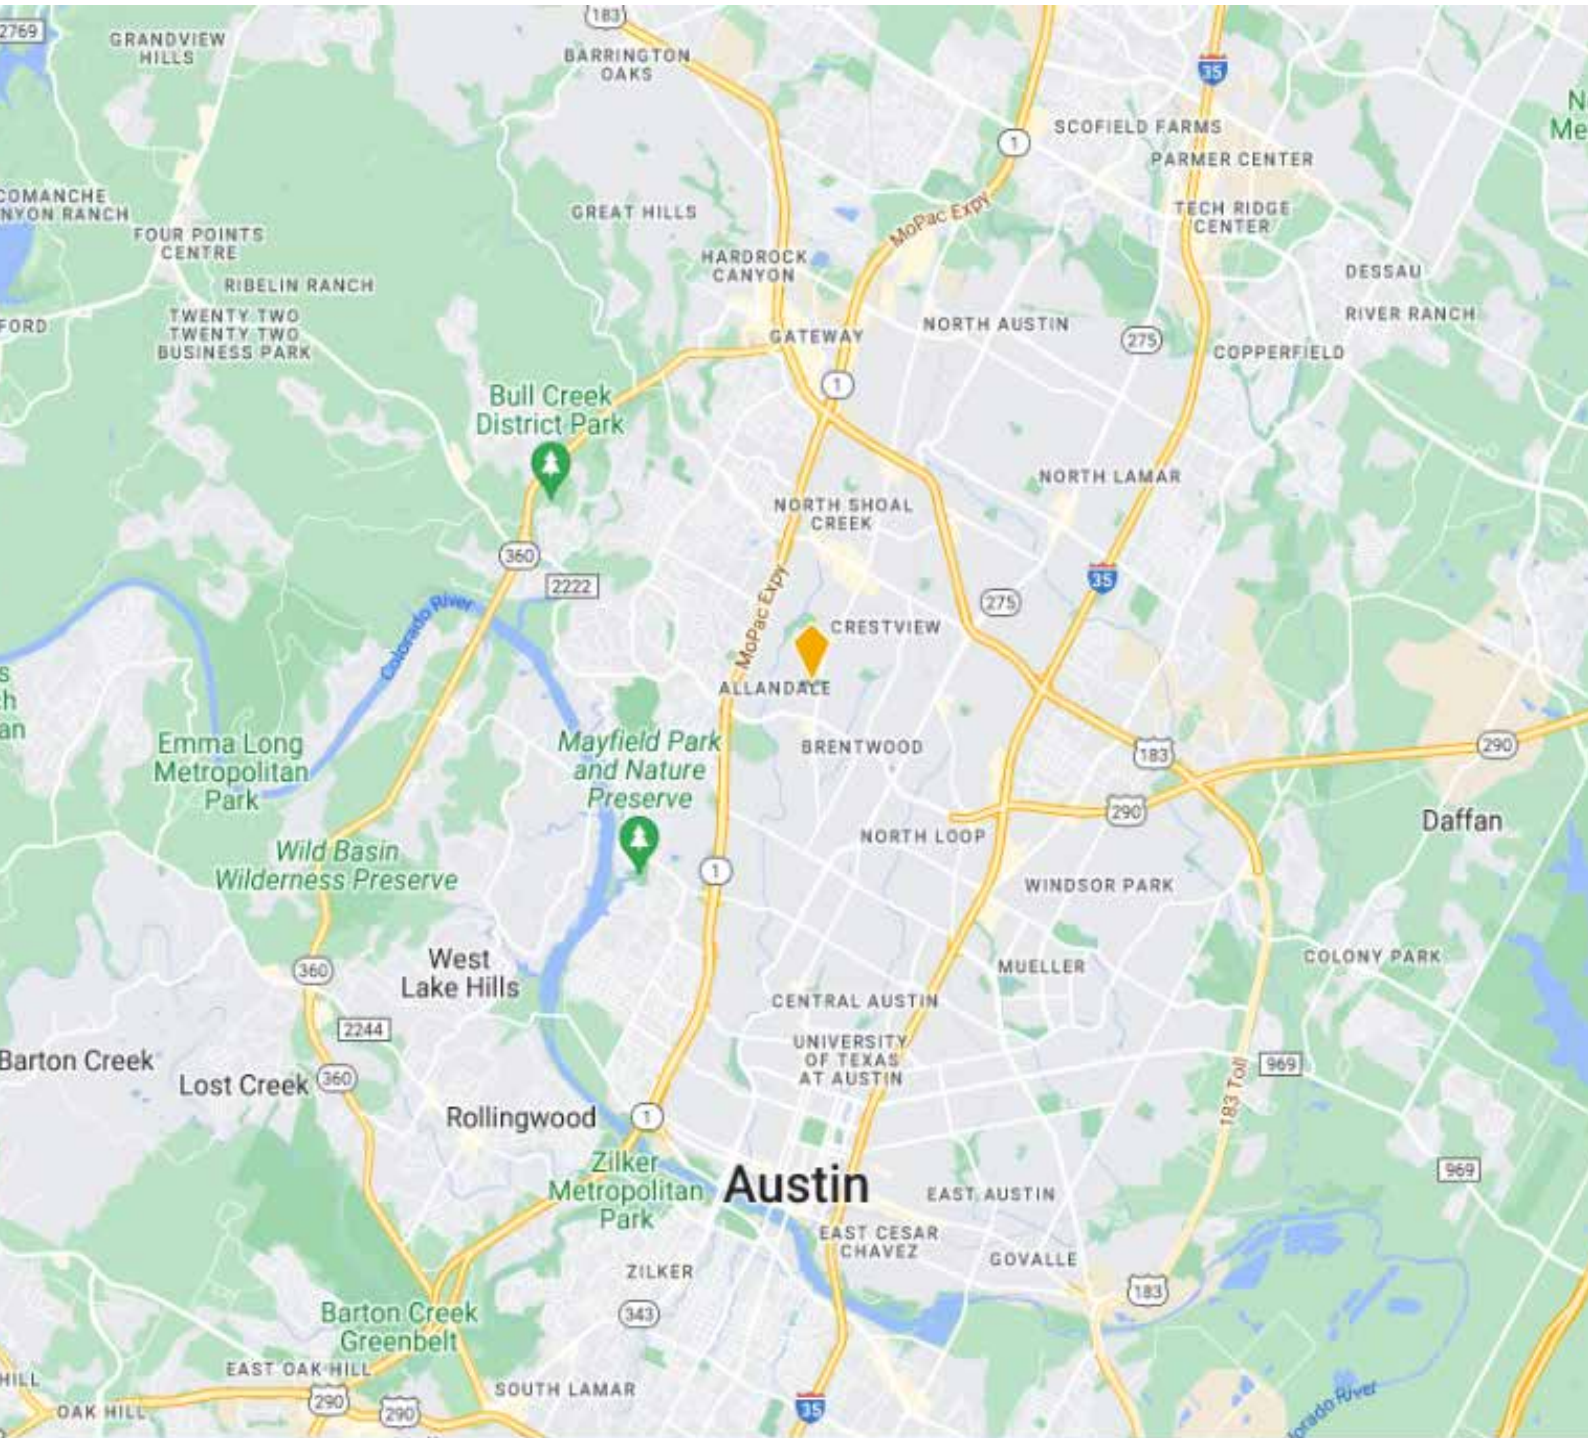 2769
GRANDVIEW
HILLS
183
BARRINGTON
OAKS
35
1
SCOFIELD FARMS
PARMER CENTER
COMANCHE
NYON RANCH
GREAT HILLS
MoPac Expy
TECH RIDGE
CENTER
FOUR POINTS
CENTRE
HARDROCK
CANYON
DESSAU
RIBELIN RANCH
RIVER RANCH
FORD
TWENTY TWO
TWENTY TWO
BUSINESS PARK
GATEWAY
NORTH AUSTIN
275
COPPERFIELD
1
Bull Creek
District Park
NORTH LAMAR
NORTH SHOAL
CREEK
360
2222
35
275
MoPac Expy
Colorado River
CRESTVIEW
ALLANDALE
Emma Long
Metropolitan
Park
Mayfield Park
and Nature
Preserve
BRENTWOOD
183
290
290
Daffan
NORTH LOOP
Wild Basin
Wilderness Preserve
1
WINDSOR PARK
West
Lake Hills
360
MUELLER
COLONY PARK
CENTRAL AUSTIN
2244
UNIVERSITY
OF TEXAS
AT AUSTIN
969
Barton Creek
Lost Creek
360
183 Toll
Rollingwood
1
Zilker
Metropolitan
Park
Austin
969
EAST AUSTIN
EAST CESAR
CHAVEZ
GOVALLE
ZILKER
183
343
Barton Creek
Greenbelt
EAST OAK HILL
HILL
SOUTH LAMAR
290
290
OAK HILL
35